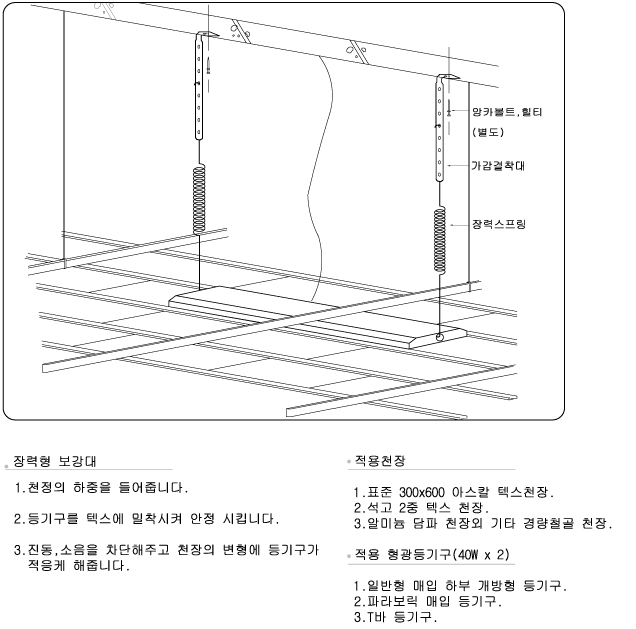 앙카볼트,힐티
(별도)
가감걸착대
장력스프링
장력형 보강대
1.천정의 하중을 들어줍니다.
2.등기구를 텍스에 밀착시켜 안정 시킵니다.
3.진동,소음을 차단해주고 천장의 변형에 등기구가
적응케 해줍니다.
적용천장
1.표준 300x600 아스칼 텍스천장.
2.석고 2중 텍스 천장.
3.알미늄 담파 천장외 기타 경량철골 천장.
적용 형광등기구(40W x 2)
1.일반형 매입 하부 개방형 등기구.
2.파라보릭 매입 등기구.
3.T바 등기구.